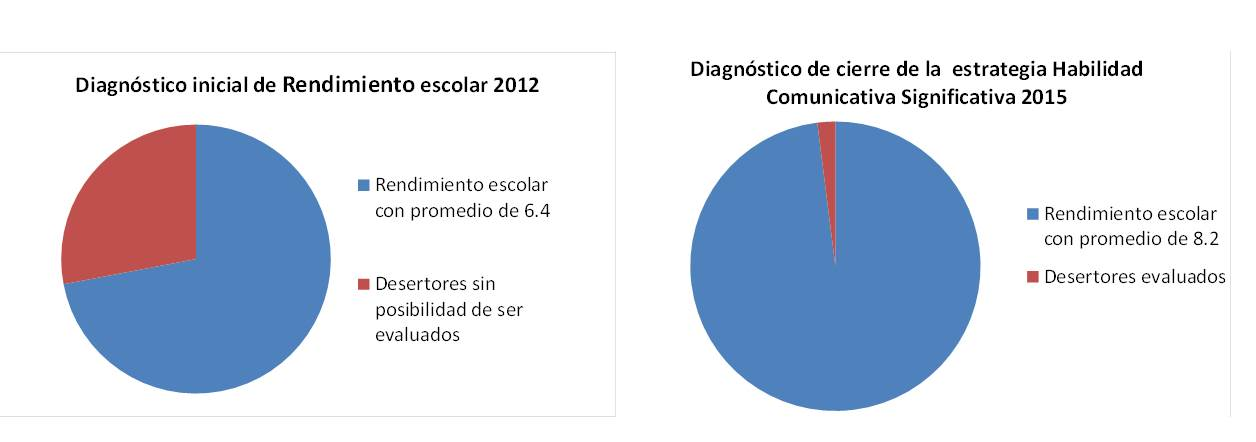 Diagnóstico inicial de Rendimiento escolar 2012
Rendimiento escolar
con promedio de 6.4
Desertores sin
posibilidad de ser
evaluados
Diagnóstico de cierre de la estrategia Habilidad
Comunicativa Significativa 2015
Rendimiento escolar
con promedio de 8.2
Desertores evaluados